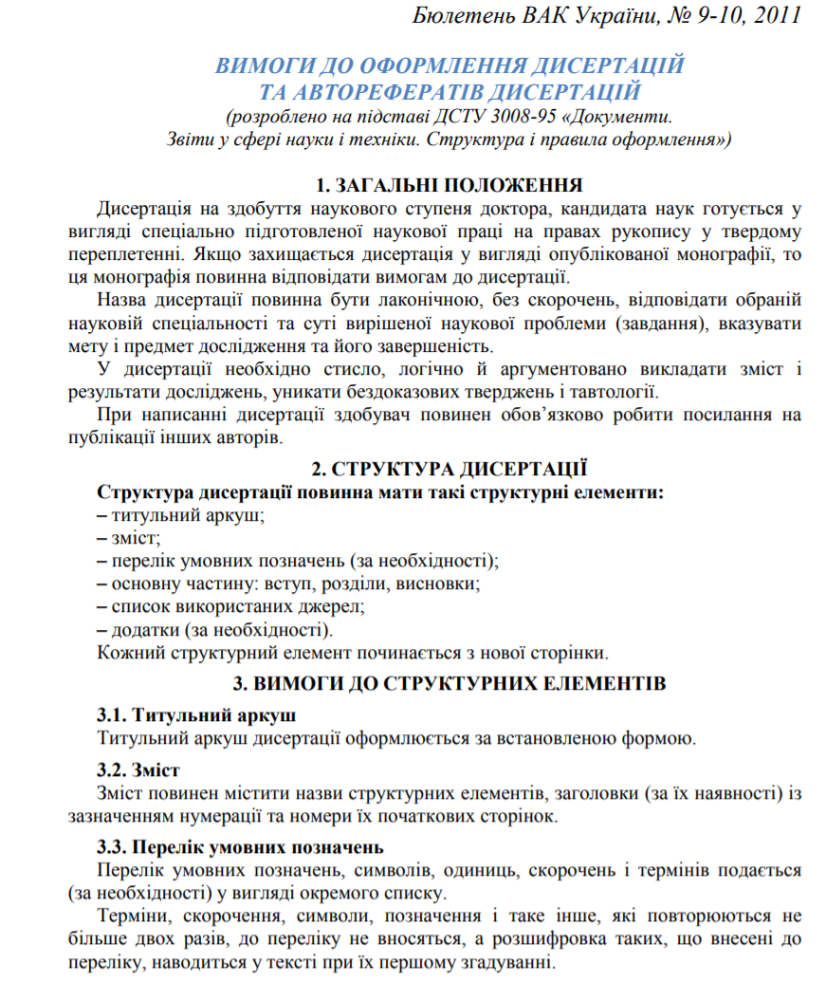 Бюлетень ВАК України, № 9-10, 2011
ВИМОГИ ДО ОФОРМЛЕННЯ ДИСЕРТАЦІЙ
ТА АВТОРЕФЕРАТІВ ДИСЕРТАЦІЙ
(розроблено на підставі ДСТУ 3008-95 «Документи.
Звіти у сфері науки і техніки. Структура і правила оформлення»)
1. ЗАГАЛЬНІ ПОЛОЖЕННЯ
Дисертація на здобуття наукового ступеня доктора, кандидата наук готується у
вигляді спеціально підготовленої наукової праці на правах рукопису у твердому
переплетенні. Якщо захищається дисертація у вигляді опублікованої монографії, то
ця монографія повинна відповідати вимогам до дисертації.
Назва дисертації повинна бути лаконічною, без скорочень, відповідати обраній
науковій спеціальності та суті вирішеної наукової проблеми (завдання), вказувати
мету і предмет дослідження та його завершеність.
У дисертації необхідно стисло, логічно й аргументовано викладати зміст і
результати досліджень, уникати бездоказових тверджень і тавтології.
При написанні дисертації здобувач повинен обов’язково робити посилання на
публікації інших авторів.
2. СТРУКТУРА ДИСЕРТАЦІЇ
Структура дисертації повинна мати такі структурні елементи:
– титульний аркуш;
– зміст;
– перелік умовних позначень (за необхідності);
– основну частину: вступ, розділи, висновки;
– список використаних джерел;
– додатки (за необхідності).
Кожний структурний елемент починається з нової сторінки.
3. ВИМОГИ ДО СТРУКТУРНИХ ЕЛЕМЕНТІВ
3.1. Титульний аркуш
Титульний аркуш дисертації оформлюється за встановленою формою.
3.2. Зміст
Зміст повинен містити назви структурних елементів, заголовки (за їх наявності) із
зазначенням нумерації та номери їх початкових сторінок.
3.3. Перелік умовних позначень
Перелік умовних позначень, символів, одиниць, скорочень і термінів подається
(за необхідності) у вигляді окремого списку.
Терміни, скорочення, символи, позначення і таке інше, які повторюються не
більше двох разів, до переліку не вносяться, а розшифровка таких, що внесені до
переліку, наводиться у тексті при їх першому згадуванні.